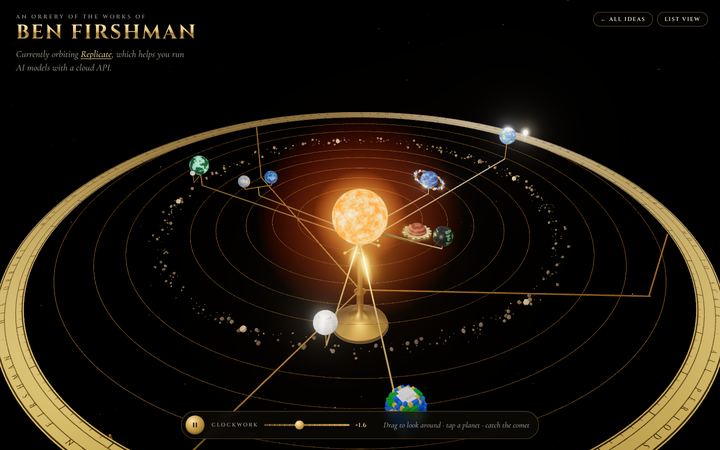 AN ORRERY OF THE WORKS OF
BEN FIRSHMAN
Currently orbiting Replicate, which helps you run
AI models with a cloud API.
← ALL IDEAS
LIST VIEW
CLOCKWORK
×1.6
Drag to look around · tap a planet · catch the comet